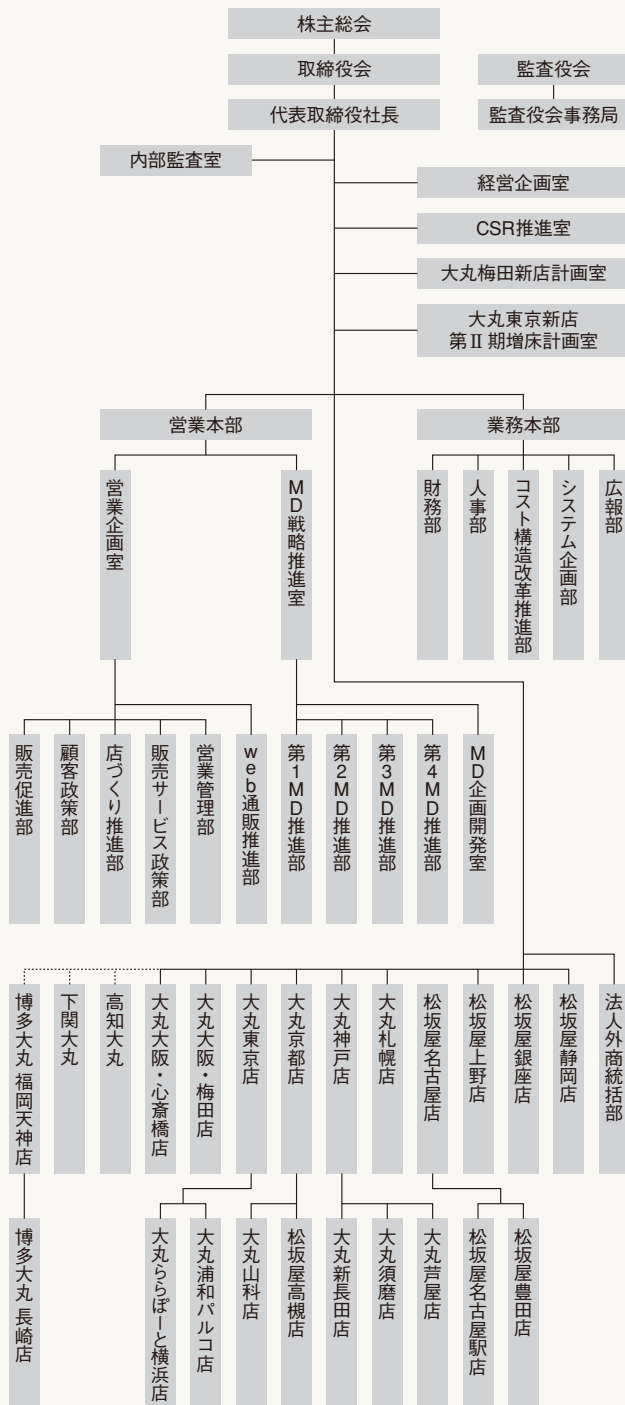 株主総会
取締役会
監査役会
代表取締役社長
監査役会事務局
内部監査室
経営企画室
CSR推進室
大丸梅田新店計画室
大丸東京新店
第Ⅱ期増床計画室
営業本部
業務本部
営業企画室
MD戦略推進室
財務部
人事部
コスト構造改革推進部
システム企画部
広報部
販売促進部
顧客政策部
店づくり推進部
販売サービス政策部
営業管理部
web通販推進部
第1MD推進部
第2MD推進部
第3MD推進部
第4MD推進部
MD企画開発室
博多大丸 福岡天神店
下関大丸
高知大丸
大丸大阪・心斎橋店
大丸大阪・梅田店
大丸東京店
大丸京都店
大丸神戸店
大丸札幌店
松坂屋名古屋店
松坂屋上野店
松坂屋銀座店
松坂屋静岡店
法人外商統括部
博多大丸 長崎店
大丸ららぽーと横浜店
大丸浦和パルコ店
大丸山科店
松坂屋高槻店
大丸新長田店
大丸須磨店
大丸芦屋店
松坂屋名古屋駅店
松坂屋豊田店